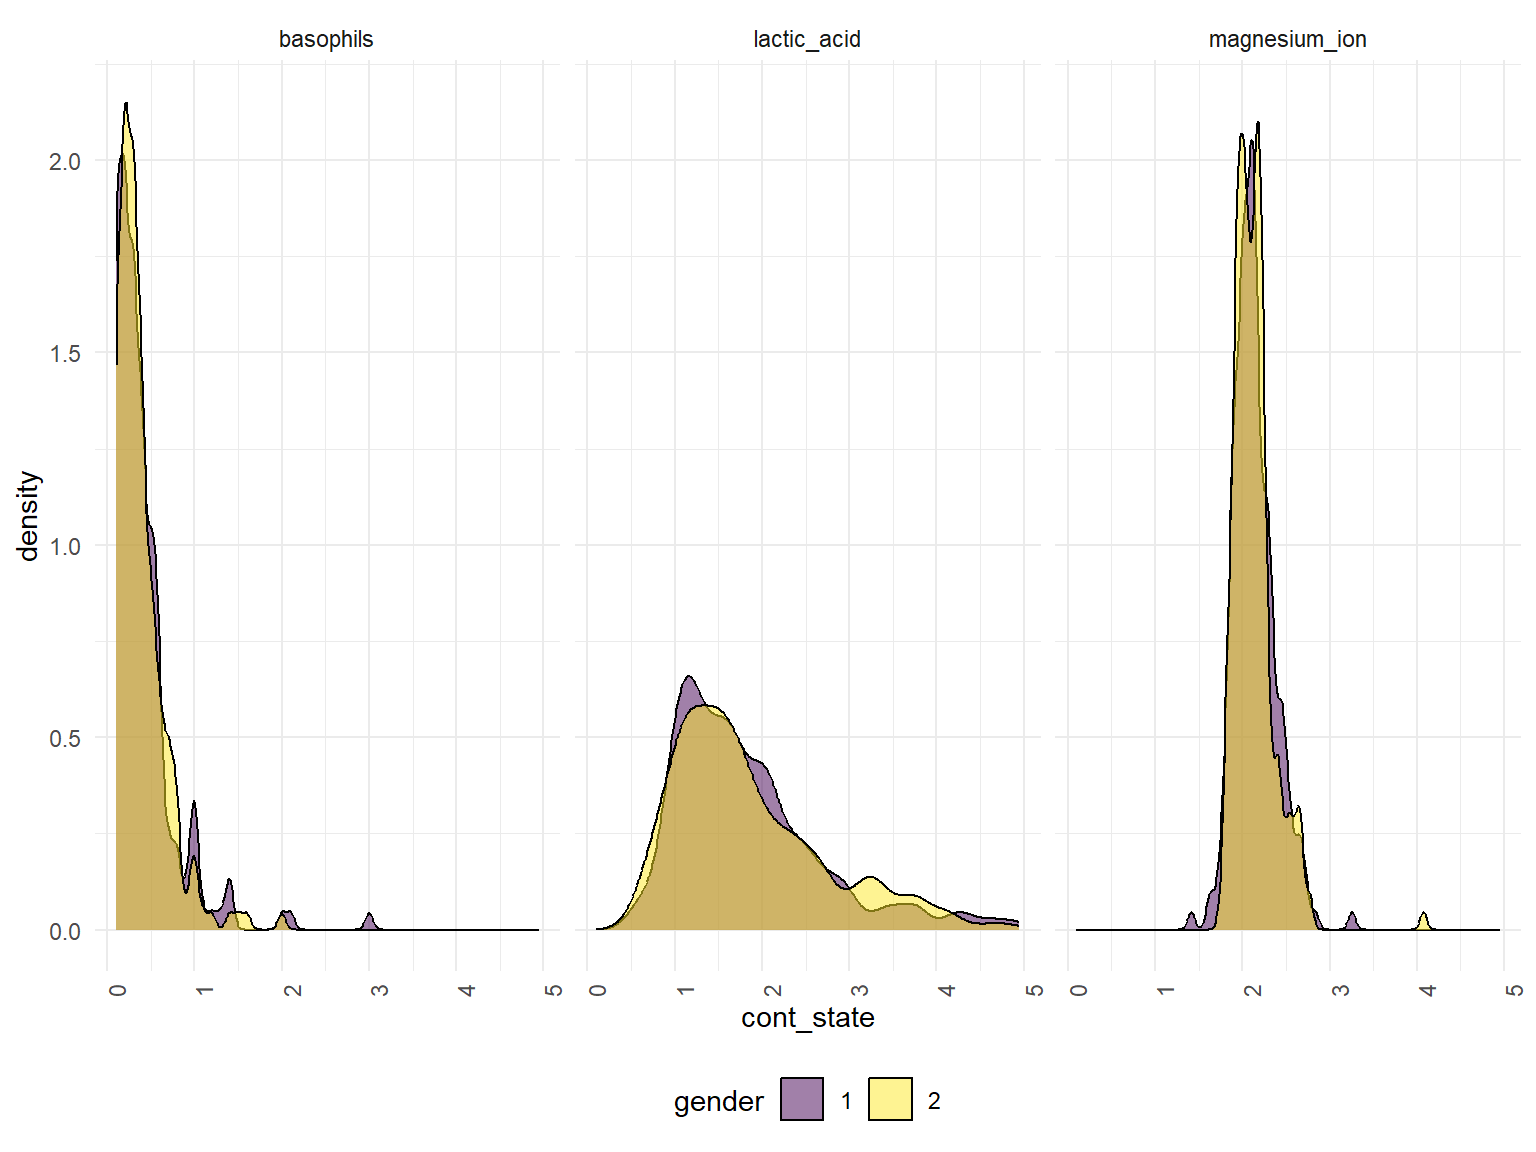 basophils lactic_acid magnesium_ion
density
2.0
1.5
1.0
0.5
0.0
0 1 2 3 4 5 0 1 2 3 4 5 0 1 2 3 4 5
cont_state
gender 1 2